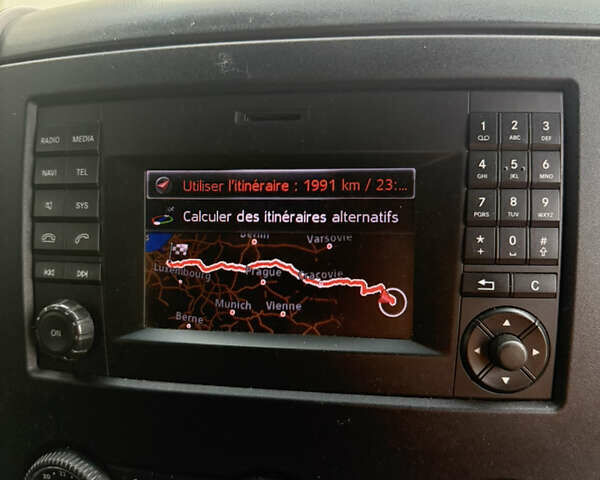 RADIO MEDIA
NAVI TEL
SYS
ON
Utiliser l'itinéraire : 1991 km / 23:...
Calculer des itinéraires alternatifs
Berlin Varsovie
Luxembourg Prague Cracovie
Munich Vienne
Berne
1 2 ABC 3 DEF
4 GHI 5 JKL 6 MNO
7 PQRS 8 TUV 9 WXYZ
* + 0 #
C